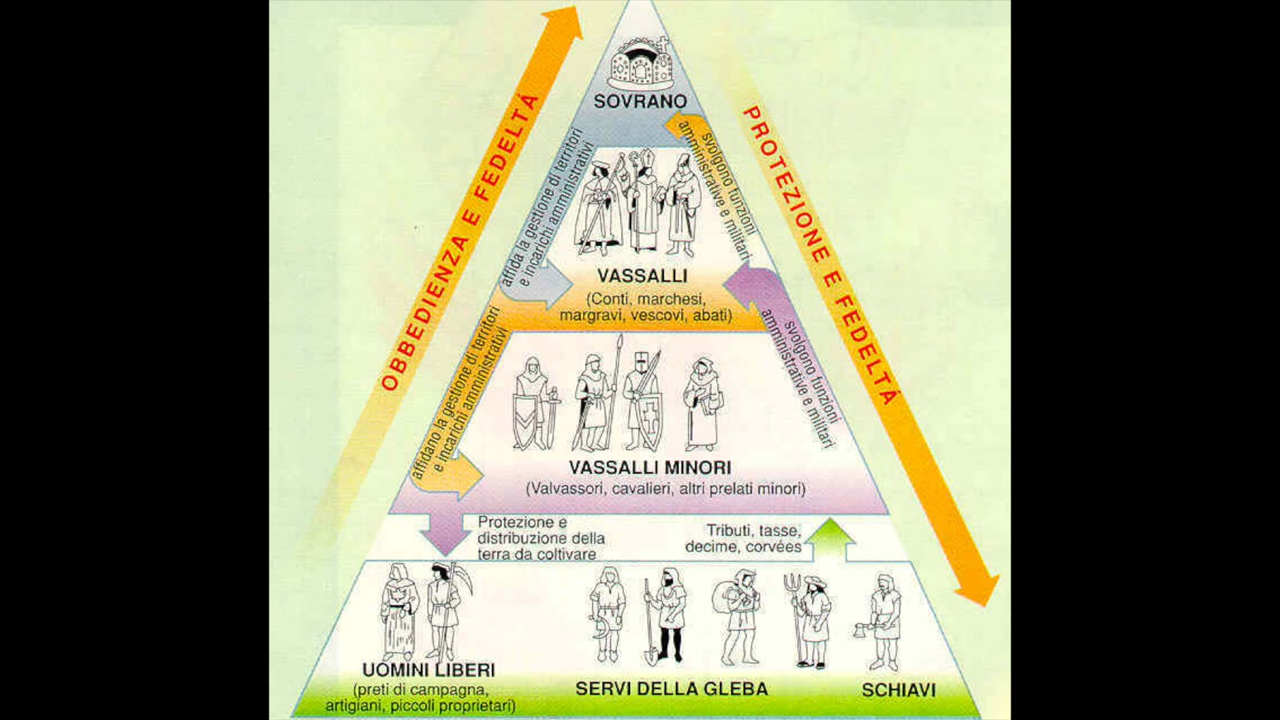 SOVRANO
OBBEDIENZA E FEDELTÁ
PROTEZIONE E FEDELTÁ
affida la gestione di territori
e incarichi amministrativi
svolgono funzioni
amministrative e militari
VASSALLI
(Conti, marchesi,
margravi, vescovi, abati)
affidano la gestione di territori
e incarichi amministrativi
svolgono funzioni
amministrative e militari
VASSALLI MINORI
(Valvassori, cavalieri, altri prelati minori)
Protezione e
distribuzione della
terra da coltivare
Tributi, tasse,
decime, corvées
UOMINI LIBERI
(preti di campagna,
artigiani, piccoli proprietari)
SERVI DELLA GLEBA
SCHIAVI